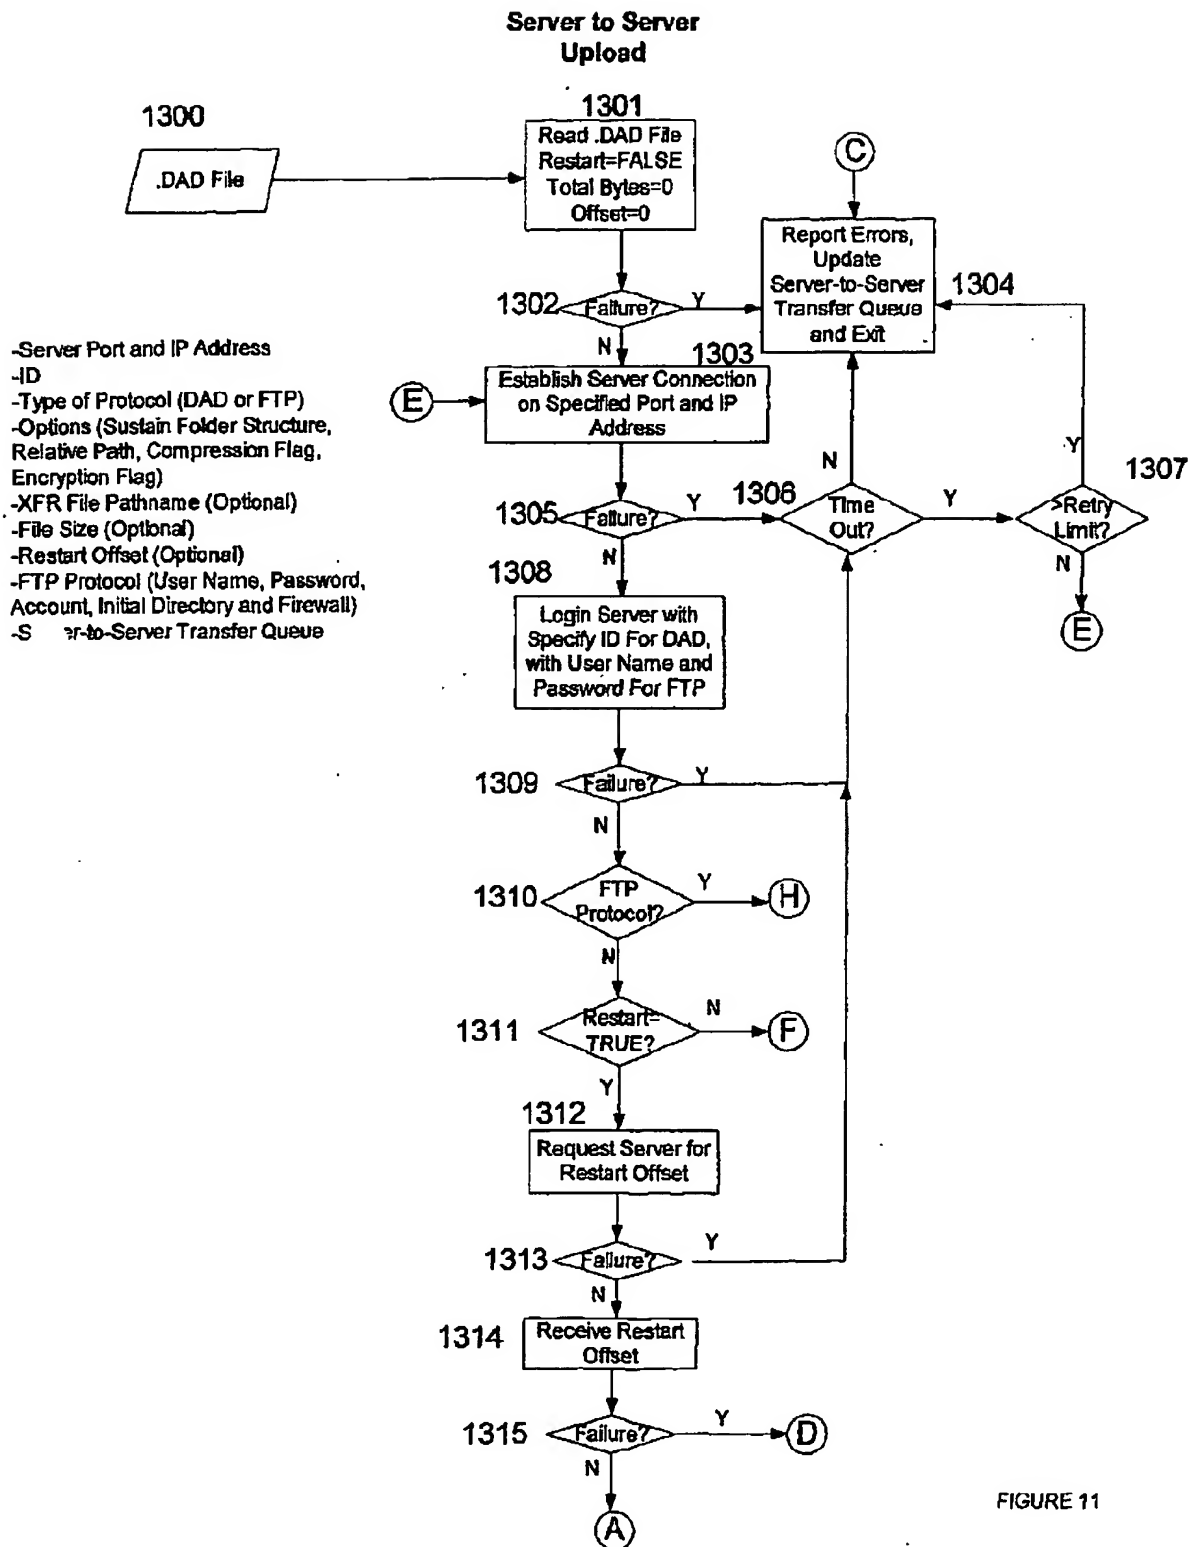 Server to Server
Upload
1300
.DAD File
1301
Read .DAD File
Restart=FALSE
Total Bytes=0
Offset=0
C
Report Errors,
Update
Server-to-Server
Transfer Queue
and Exit
1304
1302
Failure?
Y
N
1303
Establish Server Connection
on Specified Port and IP
Address
E
-Server Port and IP Address
-ID
-Type of Protocol (DAD or FTP)
-Options (Sustain Folder Structure,
Relative Path, Compression Flag,
Encryption Flag)
-XFR File Pathname (Optional)
-File Size (Optional)
-Restart Offset (Optional)
-FTP Protocol (User Name, Password,
Account, Initial Directory and Firewall)
-S er-to-Server Transfer Queue
1305
Failure?
Y
N
1306
Time
Out?
N
Y
1307
>Retry
Limit?
Y
N
E
1308
Login Server with
Specify ID For DAD,
with User Name and
Password For FTP
1309
Failure?
Y
N
1310
FTP
Protocol?
Y
H
N
1311
Restart=
TRUE?
N
F
Y
1312
Request Server for
Restart Offset
1313
Failure?
Y
N
1314
Receive Restart
Offset
1315
Failure?
Y
D
N
A
FIGURE 11